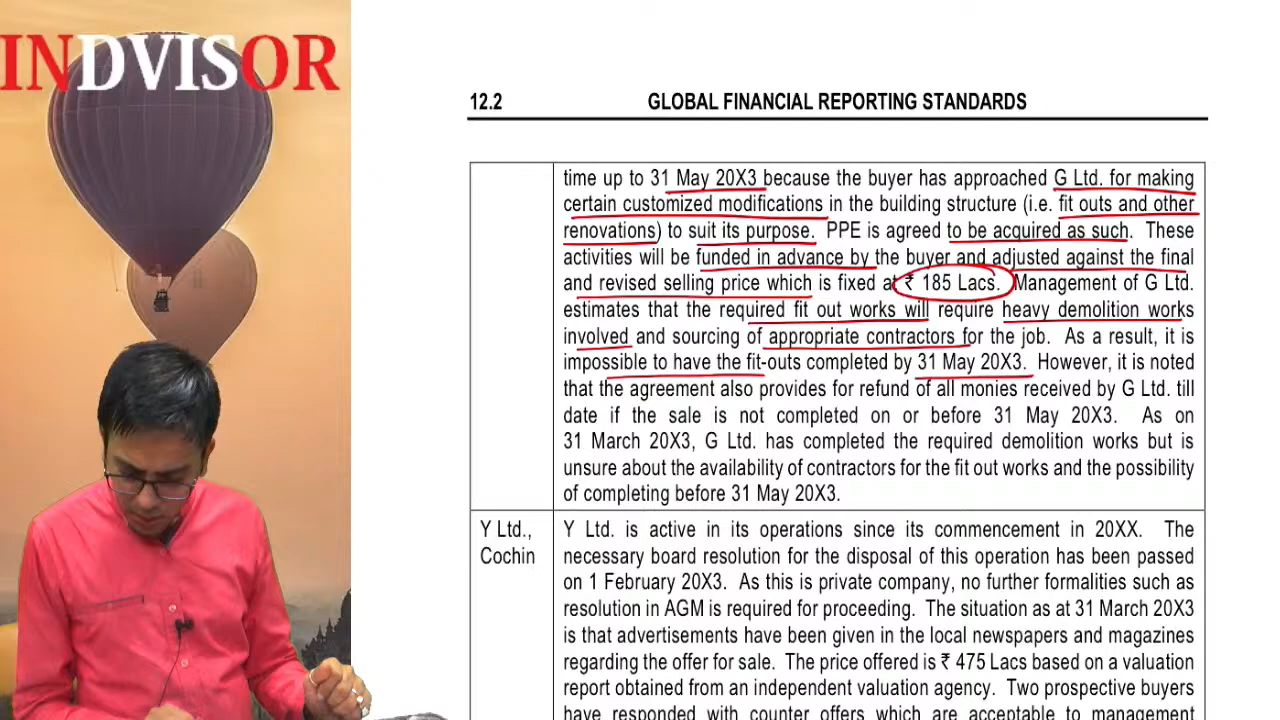 INDVISOR
12.2 GLOBAL FINANCIAL REPORTING STANDARDS
time up to 31 May 20X3 because the buyer has approached G Ltd. for making
certain customized modifications in the building structure (i.e. fit outs and other
renovations) to suit its purpose. PPE is agreed to be acquired as such. These
activities will be funded in advance by the buyer and adjusted against the final
and revised selling price which is fixed at ₹ 185 Lacs. Management of G Ltd.
estimates that the required fit out works will require heavy demolition works
involved and sourcing of appropriate contractors for the job. As a result, it is
impossible to have the fit-outs completed by 31 May 20X3. However, it is noted
that the agreement also provides for refund of all monies received by G Ltd. till
date if the sale is not completed on or before 31 May 20X3. As on
31 March 20X3, G Ltd. has completed the required demolition works but is
unsure about the availability of contractors for the fit out works and the possibility
of completing before 31 May 20X3.
Y Ltd.,
Cochin
Y Ltd. is active in its operations since its commencement in 20XX. The
necessary board resolution for the disposal of this operation has been passed
on 1 February 20X3. As this is private company, no further formalities such as
resolution in AGM is required for proceeding. The situation as at 31 March 20X3
is that advertisements have been given in the local newspapers and magazines
regarding the offer for sale. The price offered is ₹ 475 Lacs based on a valuation
report obtained from an independent valuation agency. Two prospective buyers
have responded with counter offers which are acceptable to management